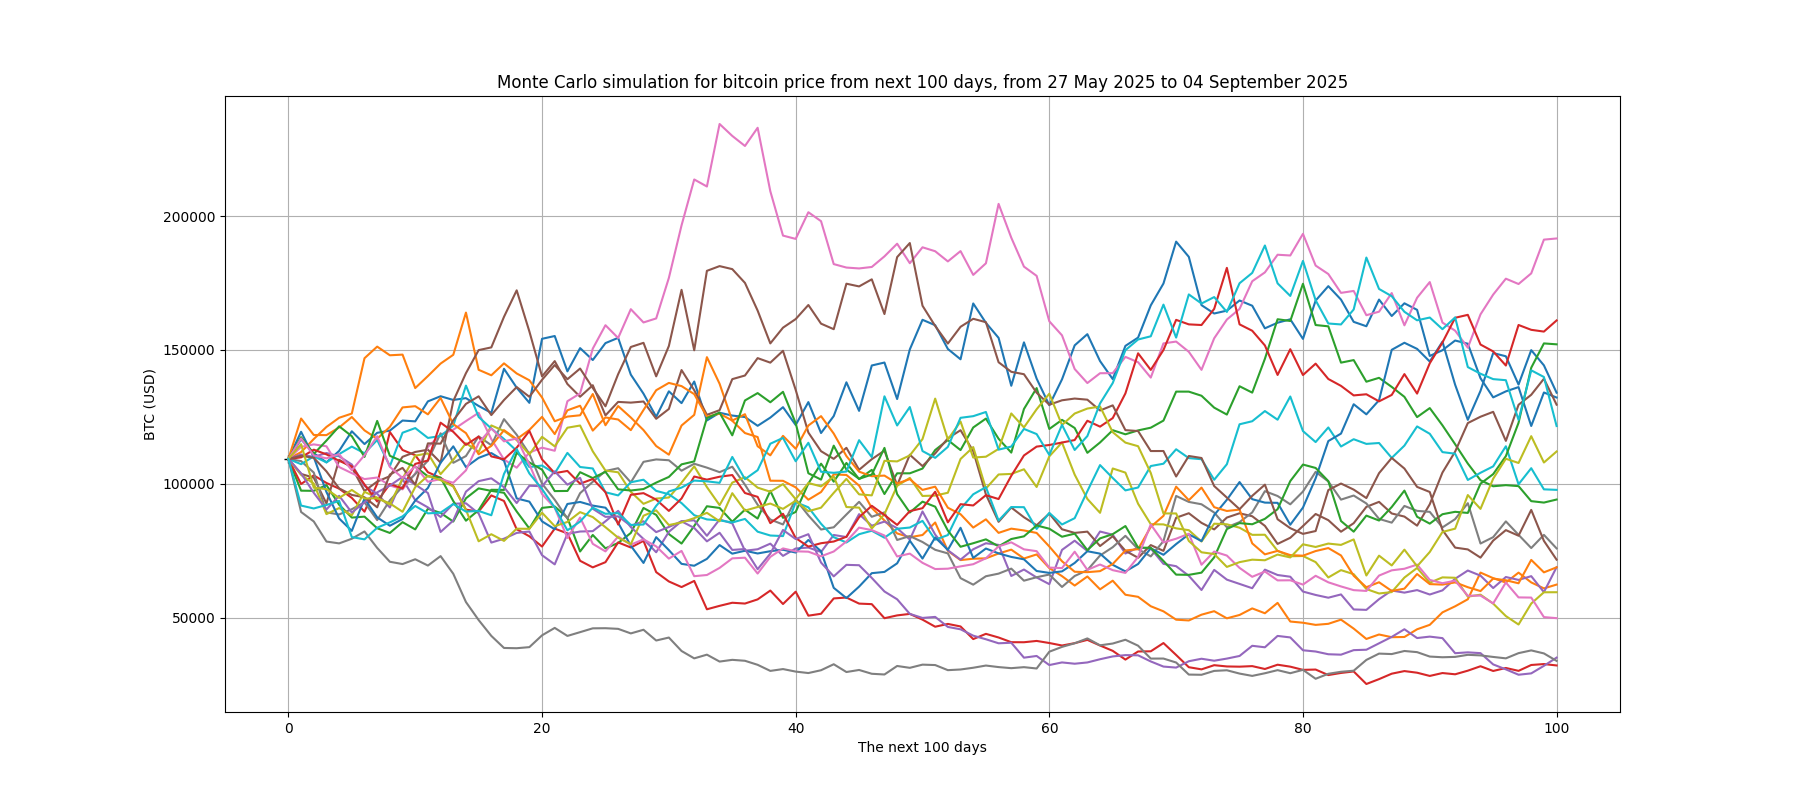 Monte Carlo simulation for bitcoin price from next 100 days, from 27 May 2025 to 04 September 2025
BTC (USD)
200000
150000
100000
50000
0 20 40 60 80 100
The next 100 days